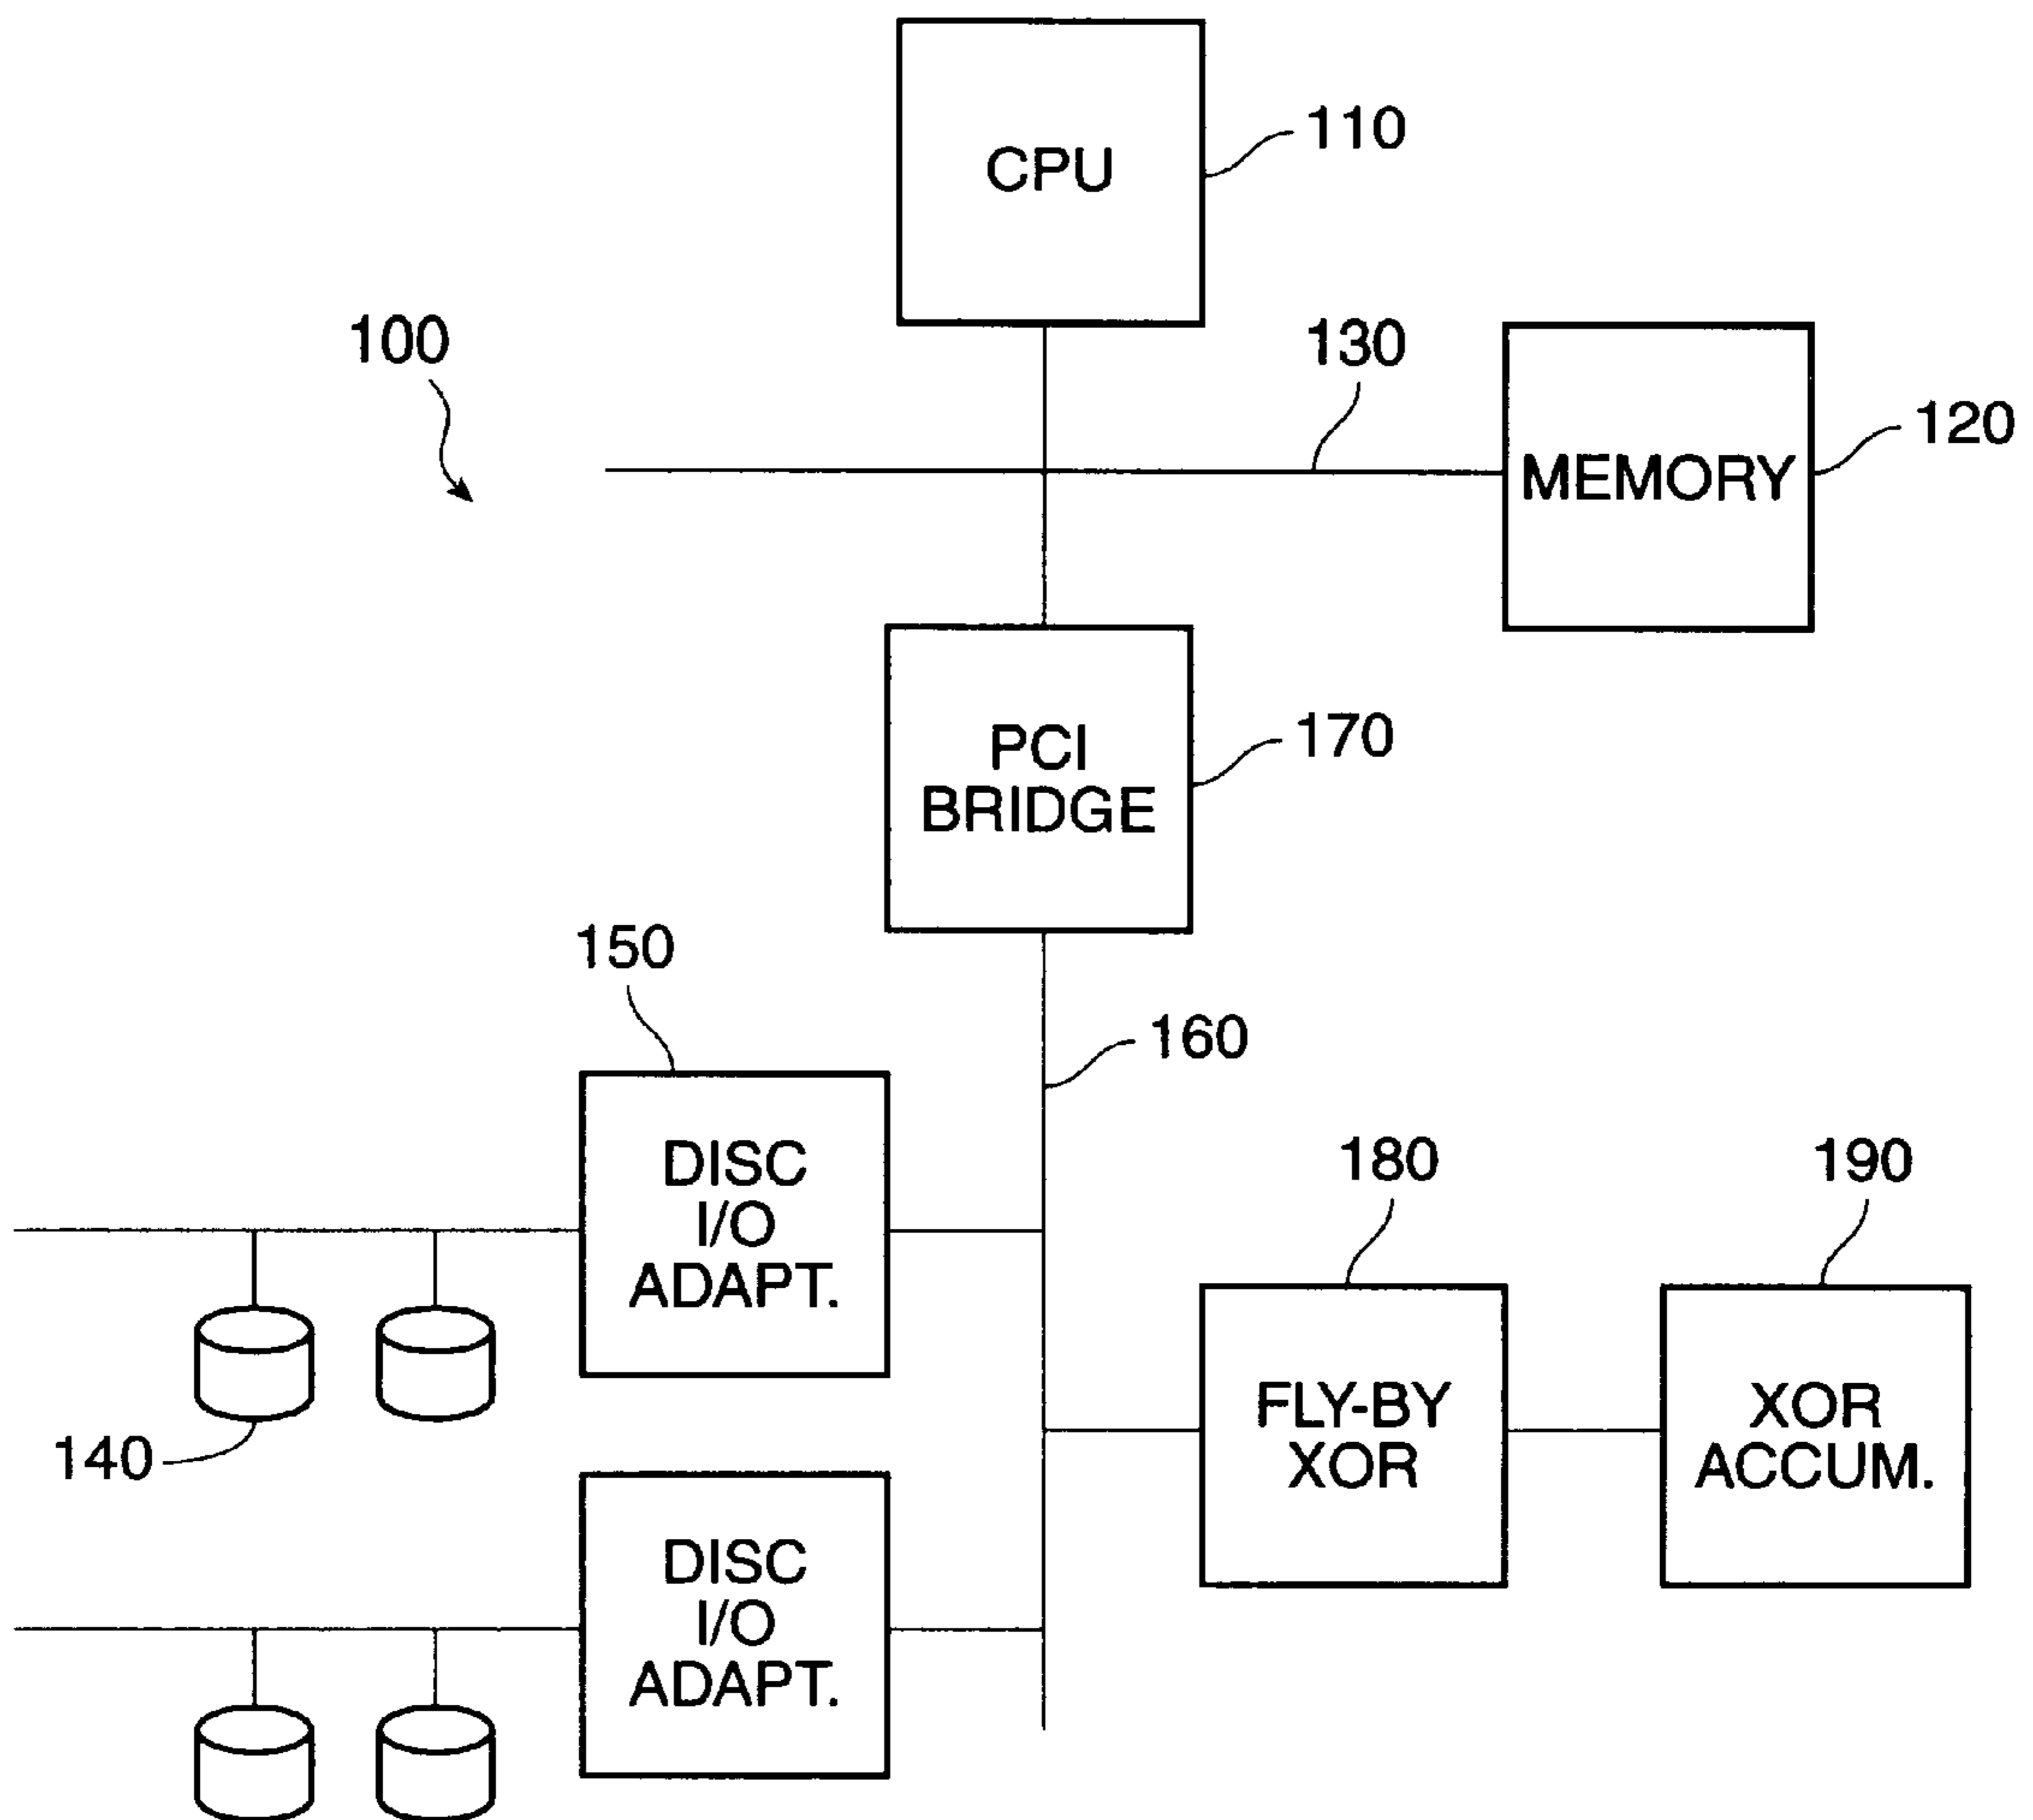 CPU
110
100
130
120
MEMORY
PCI
BRIDGE
170
150
160
DISC
I/O
ADAPT.
180
190
140
FLY-BY
XOR
XOR
ACCUM.
DISC
I/O
ADAPT.